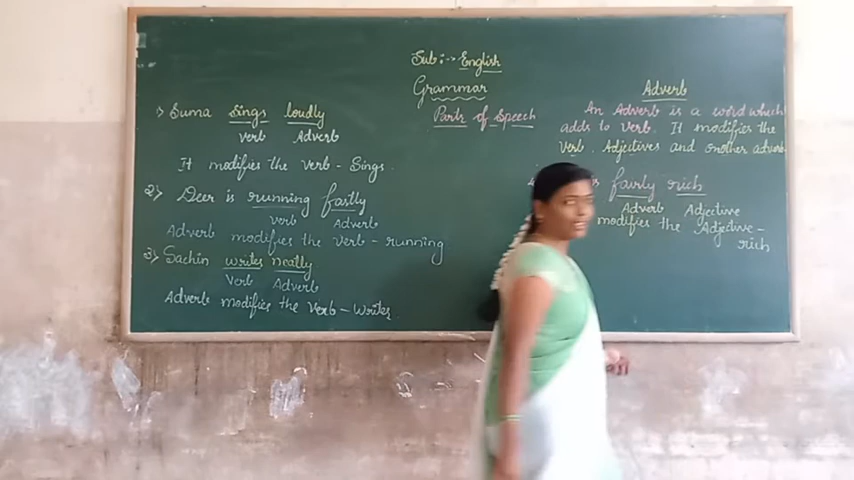 Sub:- English
Grammar
Parts of Speech
1> Suma Sings loudly
verb Adverb
It modifies the verb - Sings.
2> Deer is running fastly
verb Adverb
Adverb modifies the verb - running
3> Sachin writes neatly
Verb Adverb
Adverb modifies the verb - Writes.
Adverb
An Adverb is a word which
adds to verb. It modifies the
verb, Adjectives and another adverb
is fairly rich
Adverb Adjective
modifies the Adjective -
rich